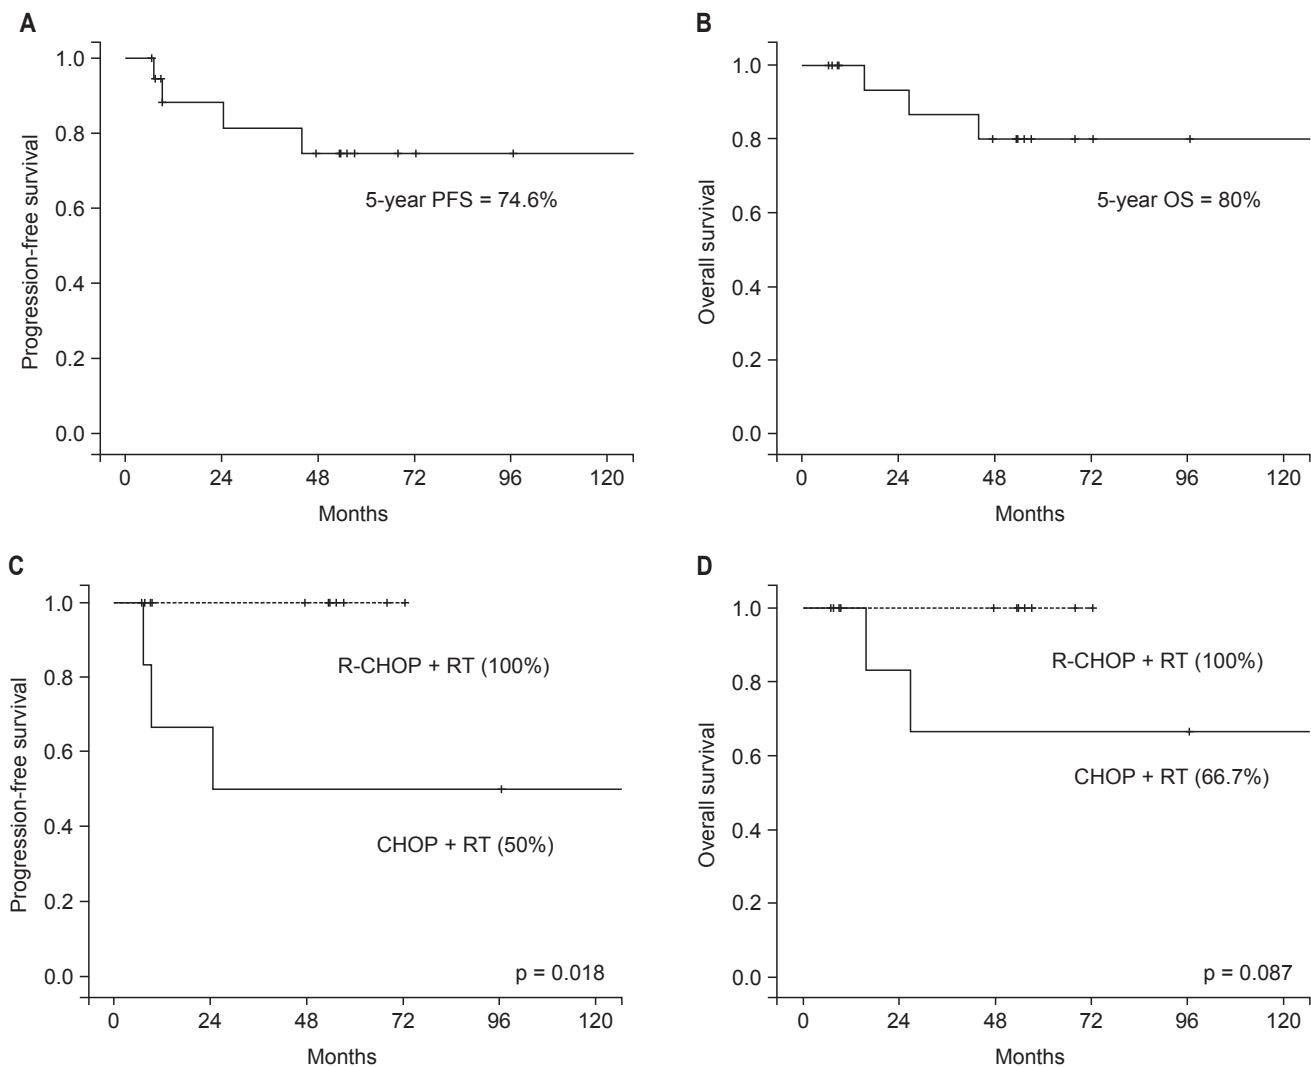 A
Progression-free survival
1.0
0.8
0.6
0.4
0.2
0.0
5-year PFS = 74.6%
0 24 48 72 96 120
Months
B
Overall survival
1.0
0.8
0.6
0.4
0.2
0.0
5-year OS = 80%
0 24 48 72 96 120
Months
C
Progression-free survival
1.0
0.8
0.6
0.4
0.2
0.0
R-CHOP + RT (100%)
CHOP + RT (50%)
p = 0.018
0 24 48 72 96 120
Months
D
Overall survival
1.0
0.8
0.6
0.4
0.2
0.0
R-CHOP + RT (100%)
CHOP + RT (66.7%)
p = 0.087
0 24 48 72 96 120
Months